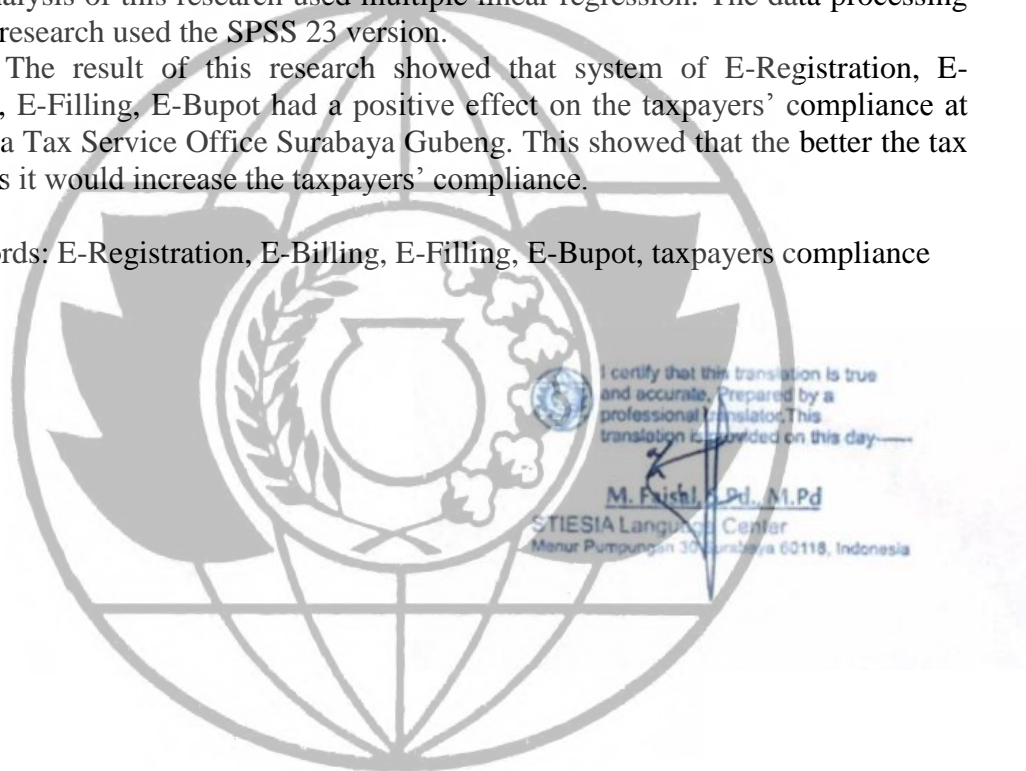 alysis of this research used multiple linear regression. The data processing
research used the SPSS 23 version.
The result of this research showed that system of E-Registration, E-
, E-Filling, E-Bupot had a positive effect on the taxpayers’ compliance at
a Tax Service Office Surabaya Gubeng. This showed that the better the tax
s it would increase the taxpayers’ compliance.
rds: E-Registration, E-Billing, E-Filling, E-Bupot, taxpayers compliance
I certify that this translation is true
and accurate, Prepared by a
professional translator.This
translation is provided on this day
M. Faishal, S.Pd., M.Pd
STIESIA Language Center
Menur Pumpungan 30 Surabaya 60118, Indonesia